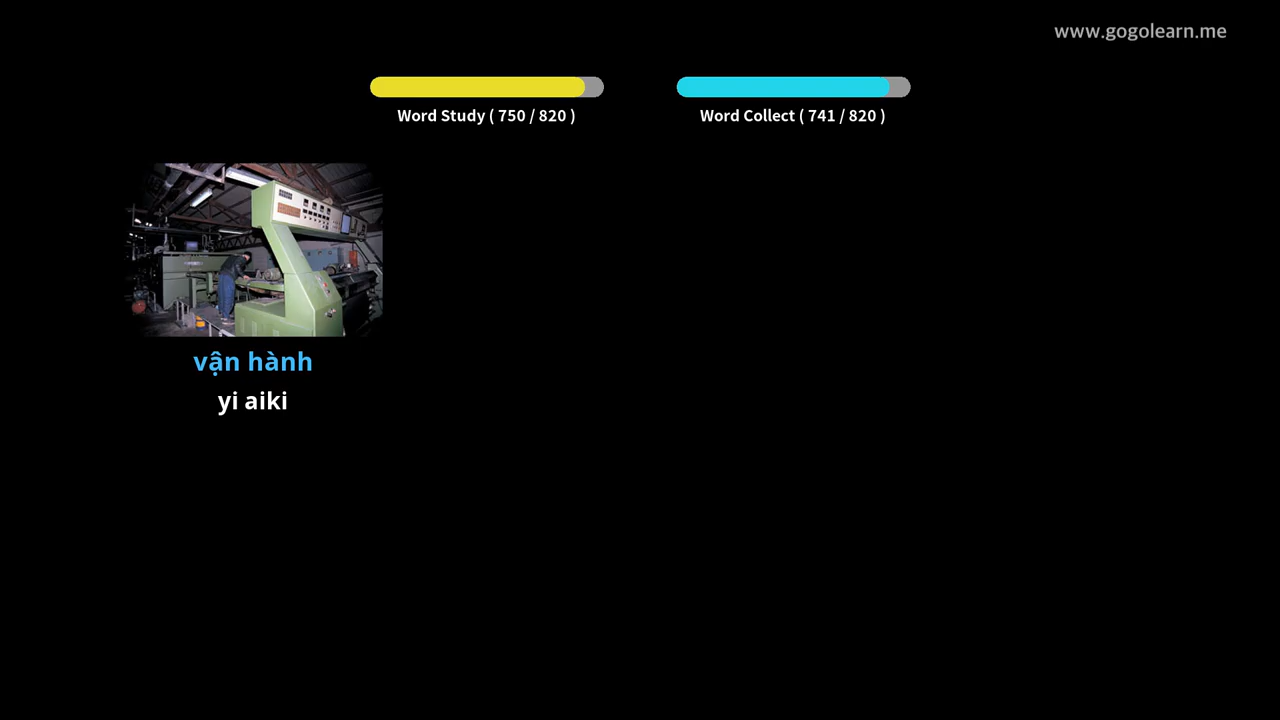 www.gogolearn.me
Word Study ( 750 / 820 )
Word Collect ( 741 / 820 )
vận hành
yi aiki